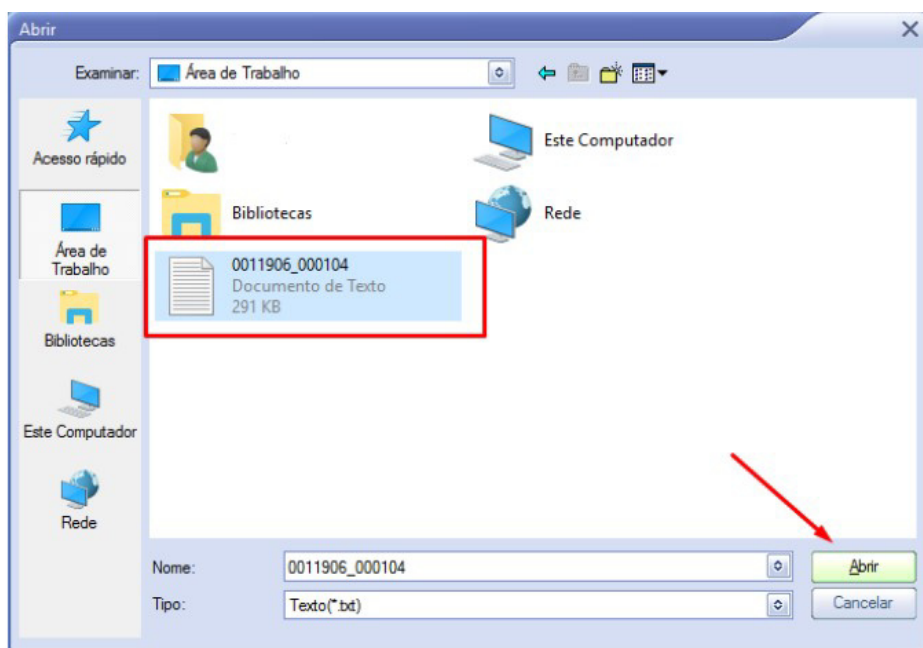 Abrir
Examinar:
Área de Trabalho
Acesso rápido
Área de
Trabalho
Bibliotecas
Este Computador
Rede
Este Computador
Bibliotecas
Rede
0011906_000104
Documento de Texto
291 KB
Nome:
0011906_000104
Abrir
Tipo:
Texto(*.txt)
Cancelar